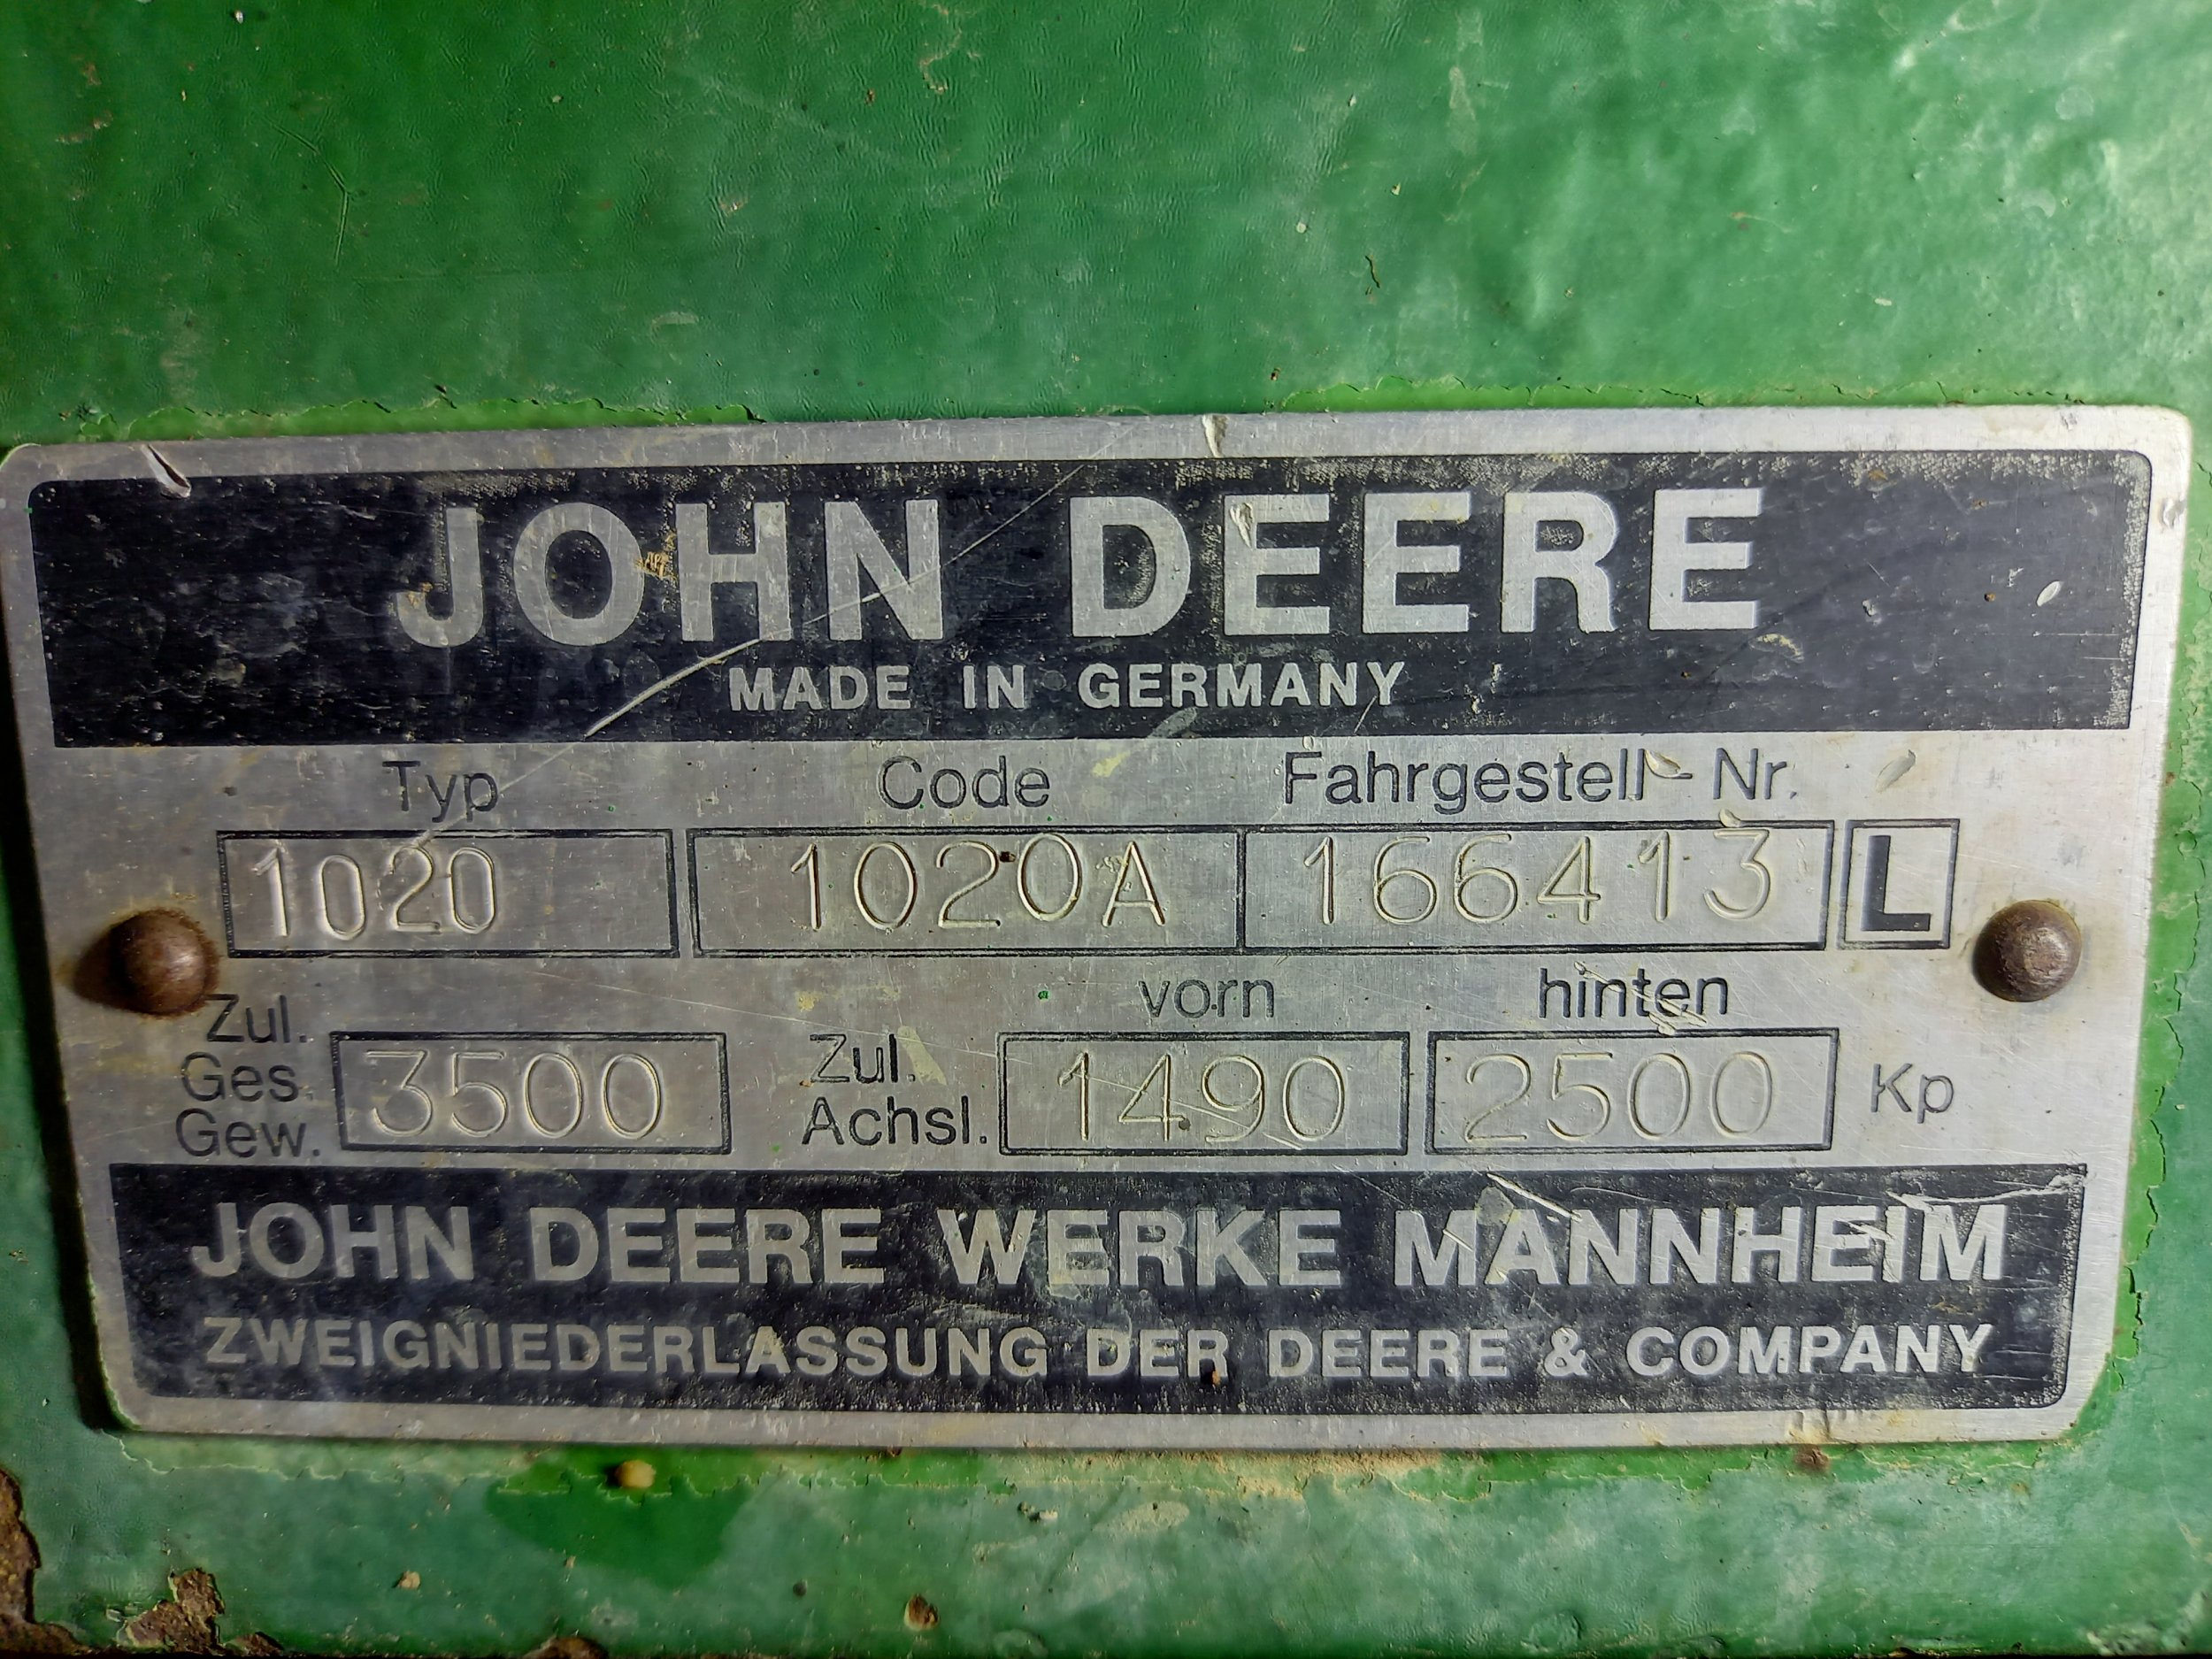 JOHN DEERE
MADE IN GERMANY
Typ Code Fahrgestell-Nr.
1020 1020A 166413 L
vorn hinten
Zul. Ges. Gew. 3500 Zul. Achsl. 1490 2500 Kp
JOHN DEERE WERKE MANNHEIM
ZWEIGNIEDERLASSUNG DER DEERE & COMPANY